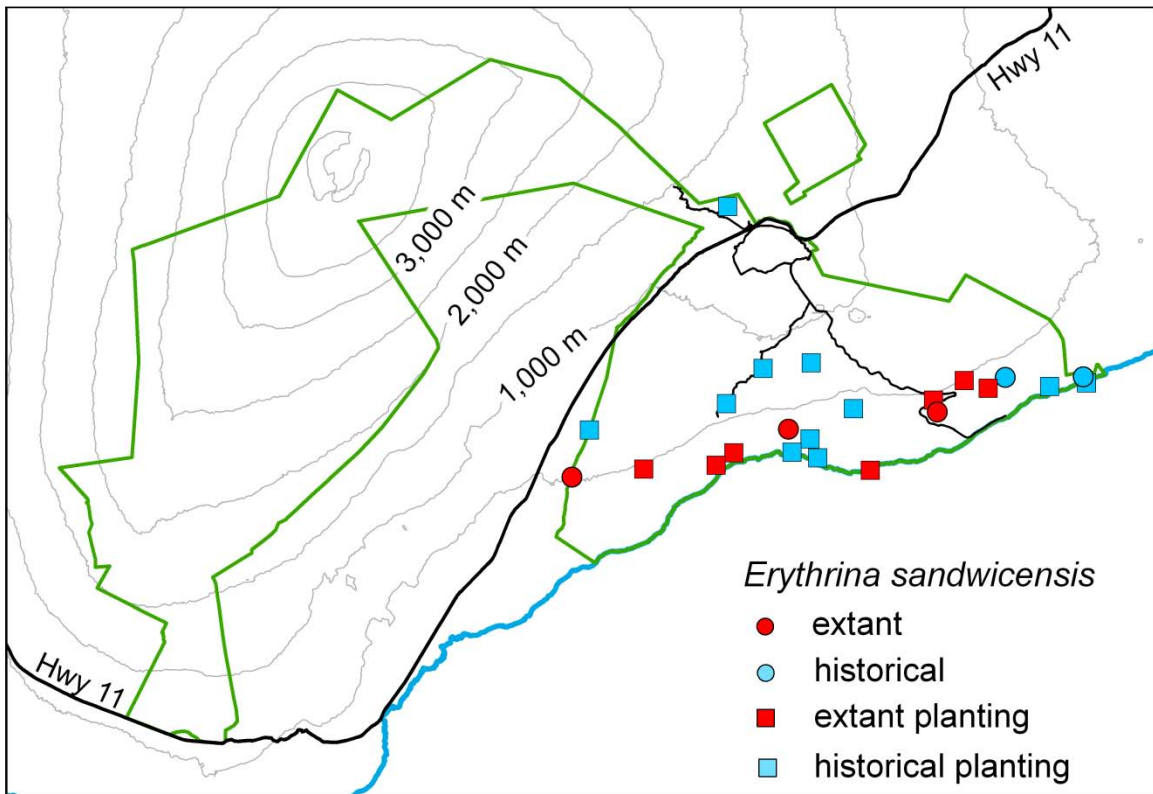 Hwy 11
3,000 m
2,000 m
1,000 m
Hwy 11
Erythrina sandwicensis
extant
historical
extant planting
historical planting